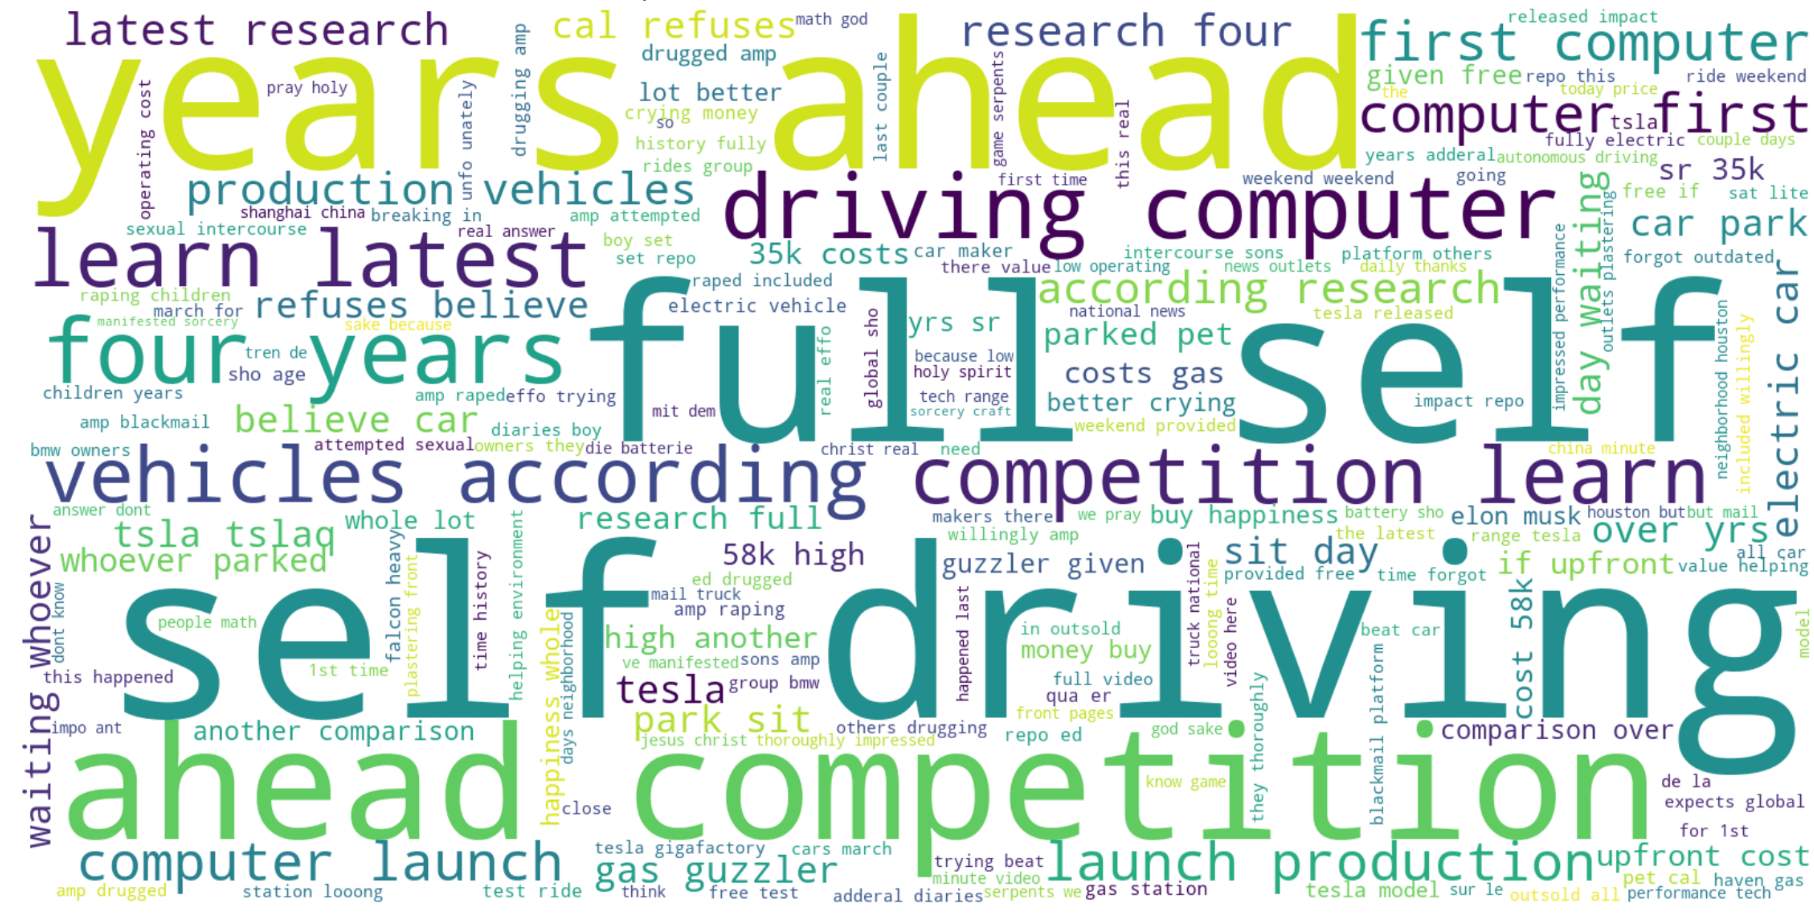 latest research
cal refuses
math god
research four
released impact
first computer
years ahead
drugged amp
drugging amp
last couple
given free
repo this
ride weekend
the
today price
operating cost
pray holy
unfo unately
lot better
crying money
so
game serpents
this real
computer first
tsla
history fully
fully electric
couple days
rides group
years adderal
autonomous driving
production vehicles
driving computer
first time
weekend weekend
going
sr 35k
shanghai china
breaking in
amp attempted
day waiting
outlets plastering
free if
sat lite
sexual intercourse
real answer
car park
learn latest
boy set
set repo
35k costs
car maker
intercourse sons
platform others
impressed performance
forgot outdated
there value
low operating
news outlets
daily thanks
raping children
raped included
according research
march for
refuses believe
electric vehicle
national news
tesla released
manifested sorcery
sake because
full self
four years
real effo
global sho
yrs sr
parked pet
neighborhood houston
included willingly
electric car
tren de
because low
sho age
holy spirit
costs gas
children years
amp raped
effo trying
tech range
better crying
impact repo
amp blackmail
believe car
mit dem
sorcery craft
diaries boy
weekend provided
bmw owners
attempted sexual
owners they
die batterie
christ real
need
china minute
vehicles according
competition learn
answer dont
tsla tslaq
whole lot
research full
makers there
we pray
buy happiness
battery sho
elon musk
houston but
but mail
whoever parked
willingly amp
the latest
range tesla
over yrs
waiting whoever
falcon heavy
time history
helping environment
58k high
guzzler given
sit day
all car
dont know
plastering front
ed drugged
truck national
looong time
provided free
time forgot
if upfront
value helping
self driving
mail truck
amp raping
people math
happiness whole
days neighborhood
high another
happened last
in outsold
video here
beat car
cost 58k
model
1st time
ve manifested
sons amp
money buy
this happened
tesla
group bmw
full video
qua er
blackmail platform
impo ant
another comparison
park sit
others drugging
front pages
repo ed
god sake
they thoroughly
comparison over
jesus christ
thoroughly impressed
ahead competition
know game
de la
close
expects global
for 1st
computer launch
tesla gigafactory
cars march
gas guzzler
trying beat
launch production
upfront cost
minute video
pet cal
haven gas
amp drugged
station looong
test ride
think
free test
adderal diaries
serpents we
gas station
tesla model
sur le
outsold all
performance tech